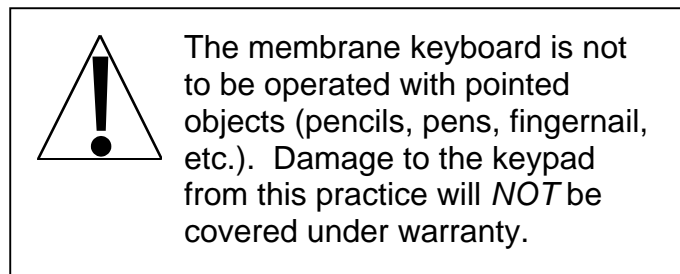 The membrane keyboard is not
to be operated with pointed
objects (pencils, pens, fingernail,
etc.).  Damage to the keypad
from this practice will NOT be
covered under warranty.